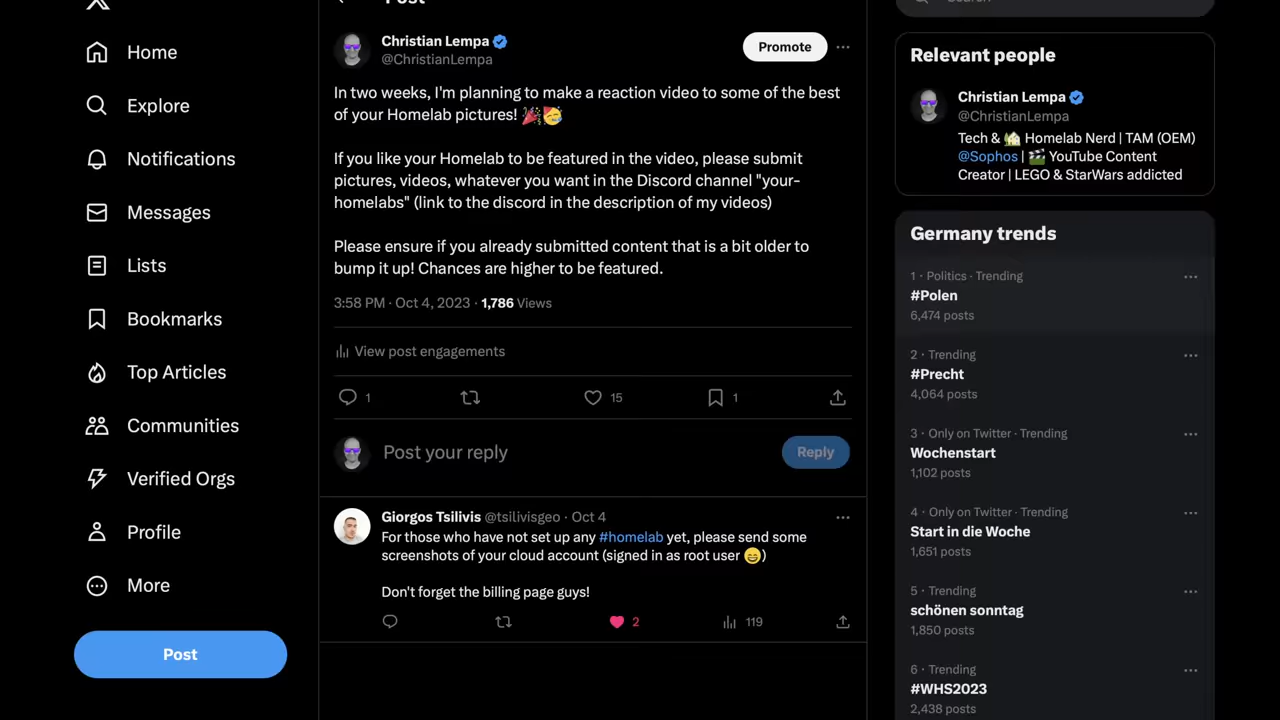 Home
Explore
Notifications
Messages
Lists
Bookmarks
Top Articles
Communities
Verified Orgs
Profile
More
Post
Post
Christian Lempa
@ChristianLempa
Promote
In two weeks, I'm planning to make a reaction video to some of the best
of your Homelab pictures! 🎉🥳
If you like your Homelab to be featured in the video, please submit
pictures, videos, whatever you want in the Discord channel "your-
homelabs" (link to the discord in the description of my videos)
Please ensure if you already submitted content that is a bit older to
bump it up! Chances are higher to be featured.
3:58 PM · Oct 4, 2023 · 1,786 Views
View post engagements
1
15
1
Post your reply
Reply
Giorgos Tsilivis @tsilivisgeo · Oct 4
For those who have not set up any #homelab yet, please send some
screenshots of your cloud account (signed in as root user 😄)
Don't forget the billing page guys!
2
119
Search
Relevant people
Christian Lempa
@ChristianLempa
Tech & 🏡 Homelab Nerd | TAM (OEM)
@Sophos | 🎬 YouTube Content
Creator | LEGO & StarWars addicted
Germany trends
1 · Politics · Trending
#Polen
6,474 posts
2 · Trending
#Precht
4,064 posts
3 · Only on Twitter · Trending
Wochenstart
1,102 posts
4 · Only on Twitter · Trending
Start in die Woche
1,651 posts
5 · Trending
schönen sonntag
1,850 posts
6 · Trending
#WHS2023
2,438 posts